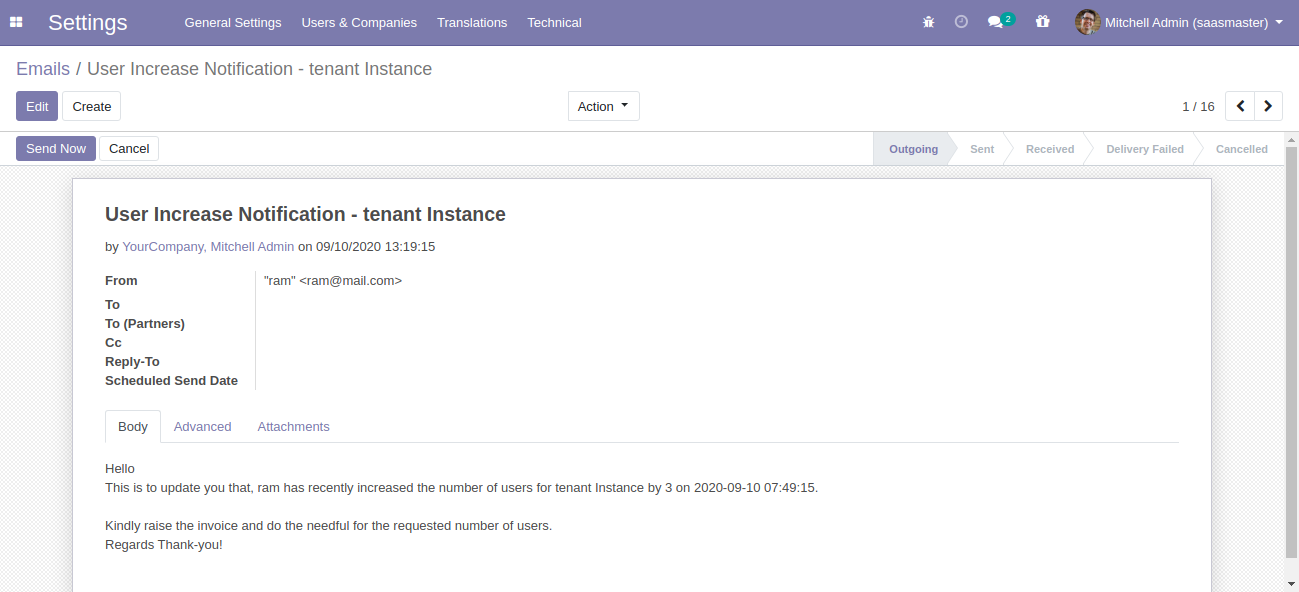 Settings General Settings Users & Companies Translations Technical 2 Mitchell Admin (saasmaster)
Emails / User Increase Notification - tenant Instance
Edit Create Action 1 / 16
Send Now Cancel Outgoing Sent Received Delivery Failed Cancelled
User Increase Notification - tenant Instance
by YourCompany, Mitchell Admin on 09/10/2020 13:19:15
From "ram" <ram@mail.com>
To
To (Partners)
Cc
Reply-To
Scheduled Send Date
Body Advanced Attachments
Hello
This is to update you that, ram has recently increased the number of users for tenant Instance by 3 on 2020-09-10 07:49:15.
Kindly raise the invoice and do the needful for the requested number of users.
Regards Thank-you!